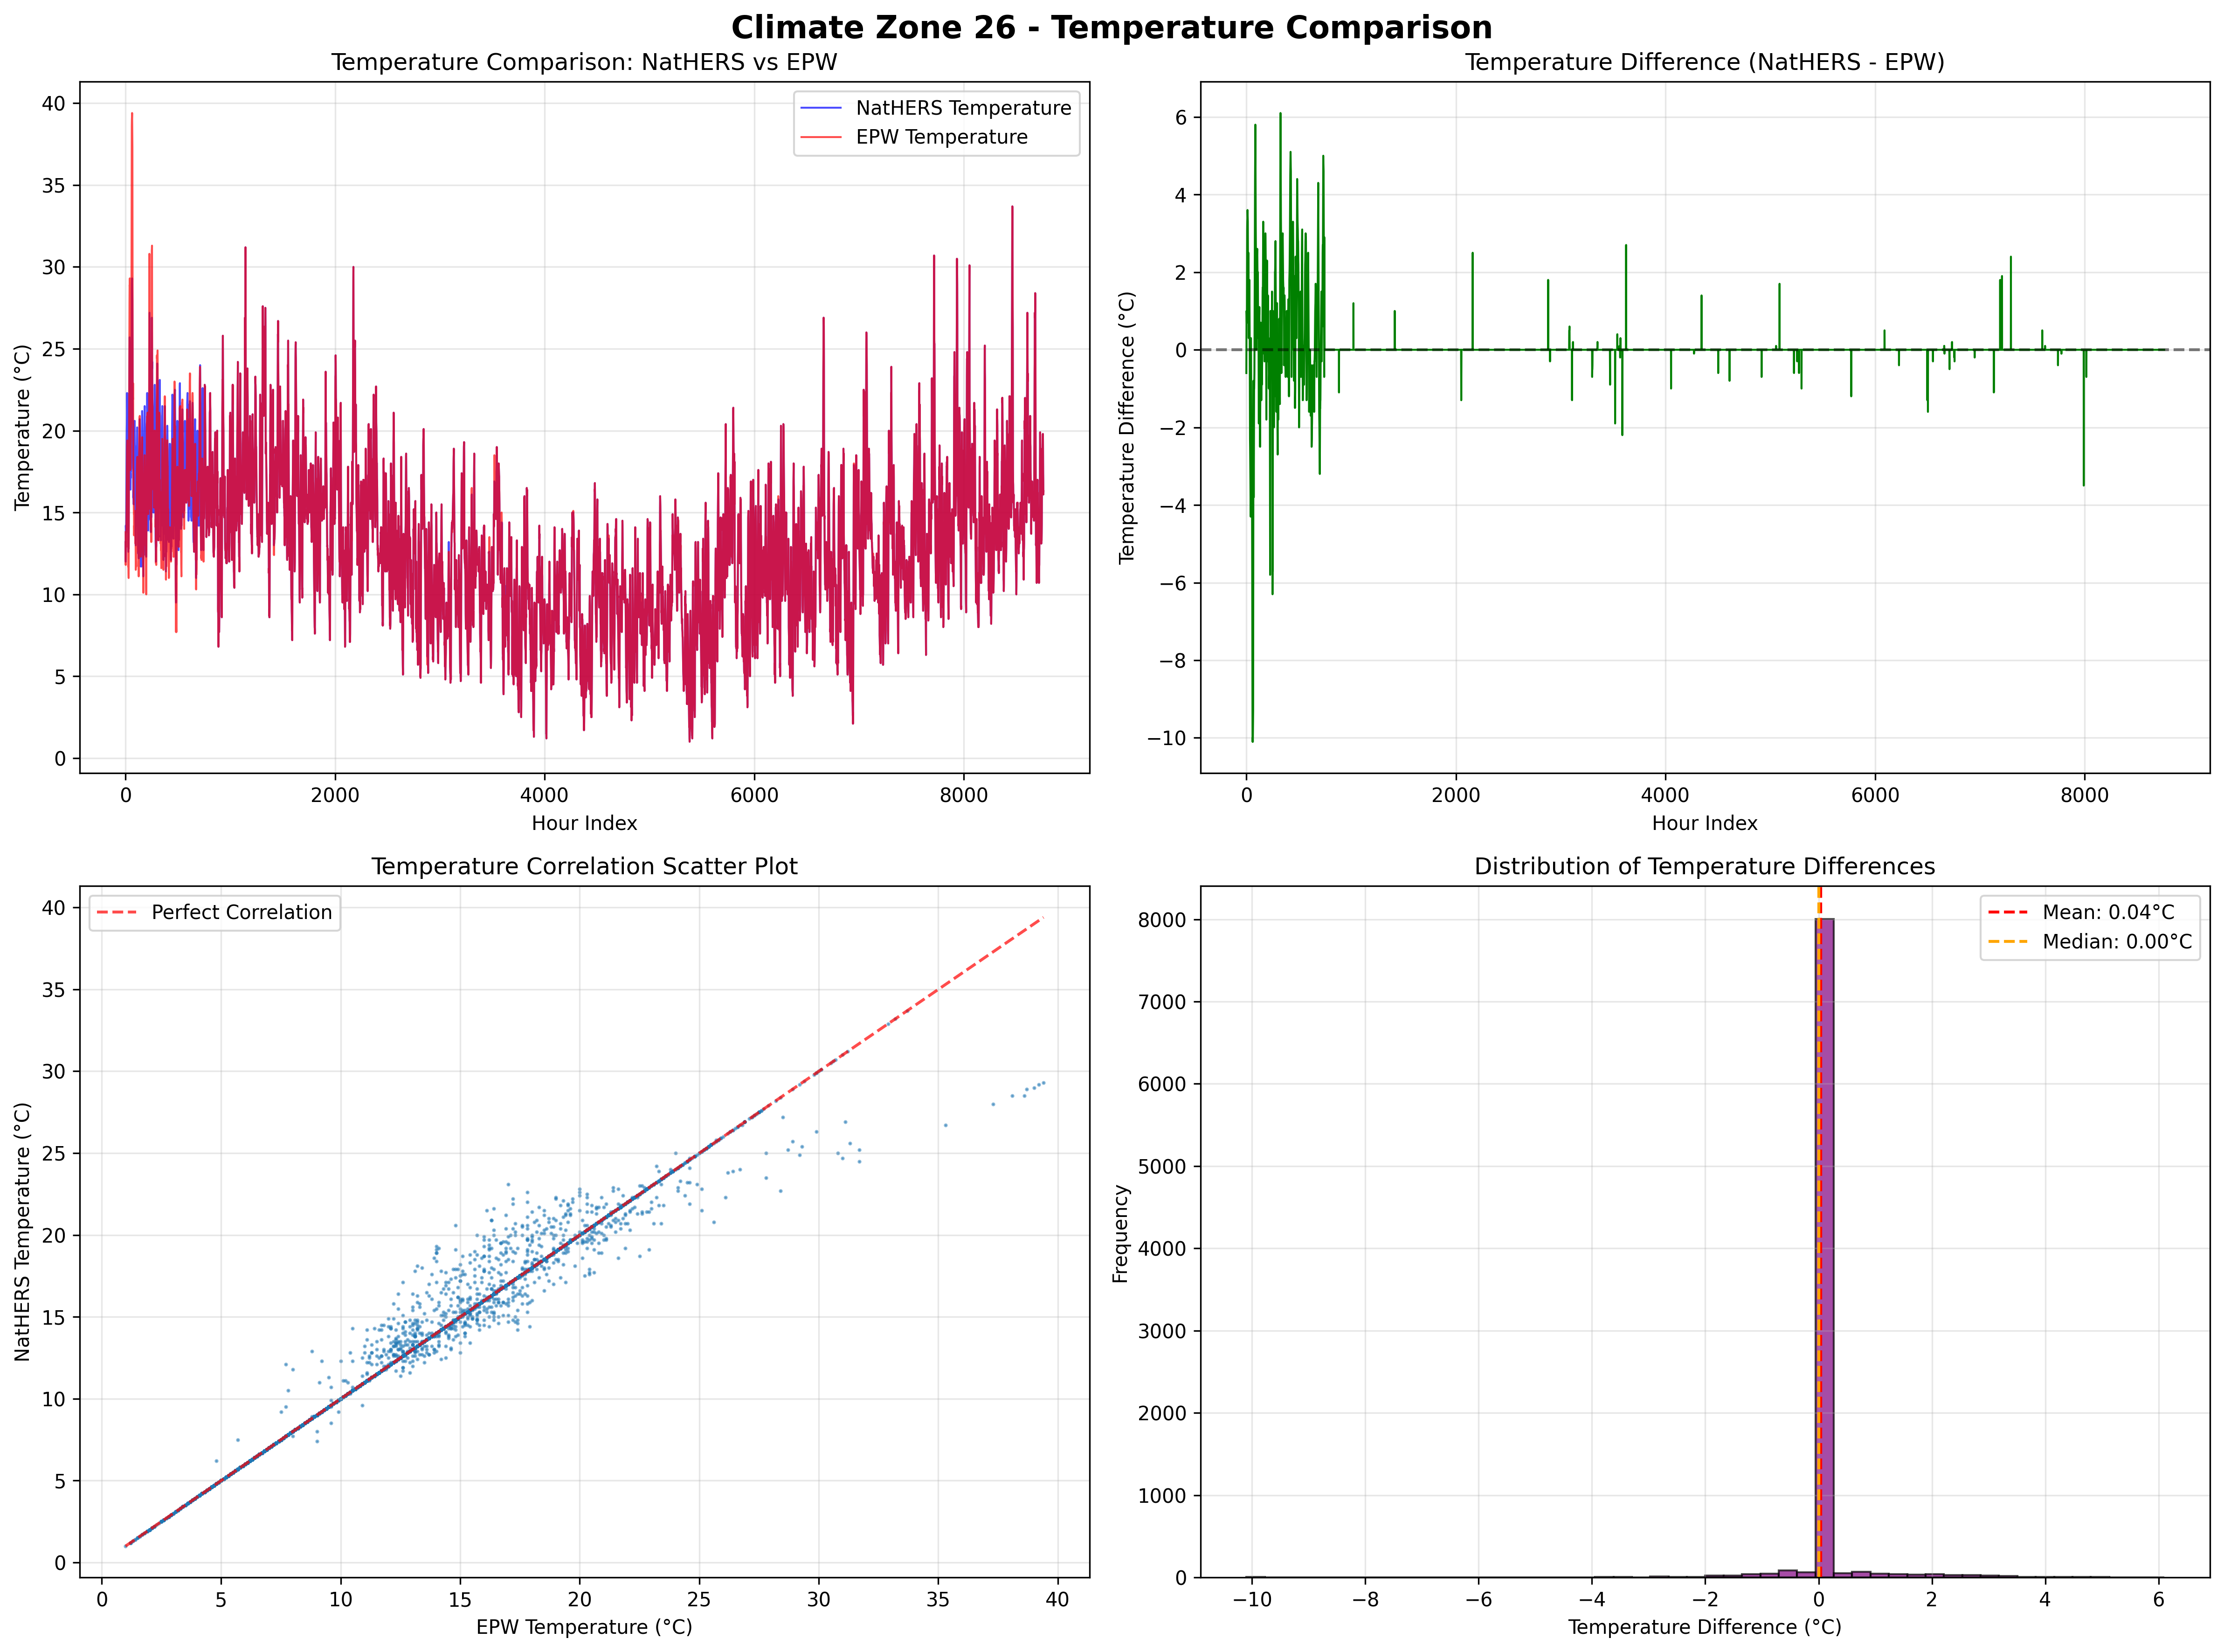 Climate Zone 26 - Temperature Comparison
Temperature Comparison: NatHERS vs EPW
Temperature (°C)
40
35
30
25
20
15
10
5
0
NatHERS Temperature
EPW Temperature
0 2000 4000 6000 8000
Hour Index
Temperature Difference (NatHERS - EPW)
Temperature Difference (°C)
6
4
2
0
−2
−4
−6
−8
−10
0 2000 4000 6000 8000
Hour Index
Temperature Correlation Scatter Plot
NatHERS Temperature (°C)
40
35
30
25
20
15
10
5
0
Perfect Correlation
0 5 10 15 20 25 30 35 40
EPW Temperature (°C)
Distribution of Temperature Differences
Frequency
8000
7000
6000
5000
4000
3000
2000
1000
0
Mean: 0.04°C
Median: 0.00°C
−10 −8 −6 −4 −2 0 2 4 6
Temperature Difference (°C)